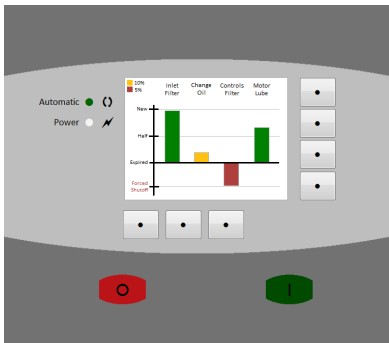 10%
5%
Inlet Filter
Change Oil
Controls Filter
Motor Lube
Automatic
Power
New
Half
Expired
Forced
Shutoff